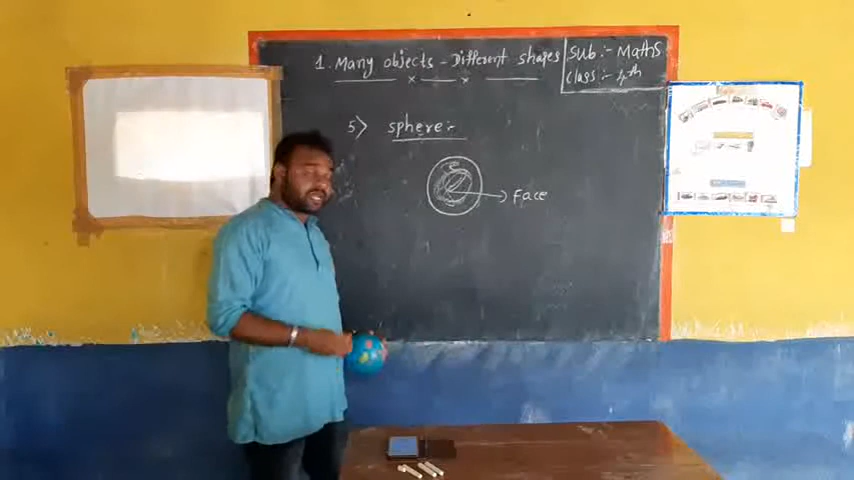 1. Many objects - Different shapes
Sub :- Maths
Class :- 4th
5> sphere :-
Face